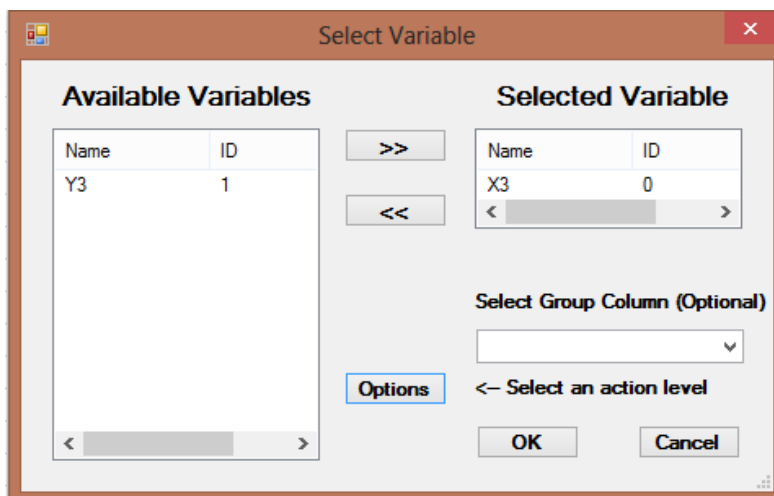 Select Variable
Available Variables
Name ID
Y3 1
>>
<<
Options
Selected Variable
Name ID
X3 0
Select Group Column (Optional)
<-- Select an action level
OK Cancel